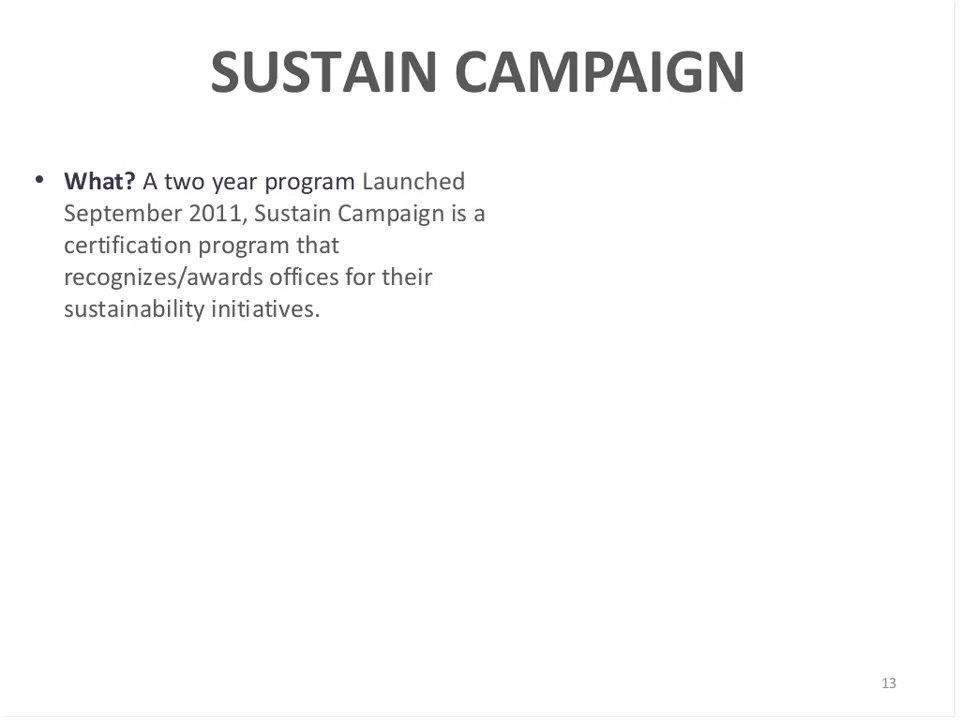 SUSTAIN CAMPAIGN
• What? A two year program Launched
September 2011, Sustain Campaign is a
certification program that
recognizes/awards offices for their
sustainability initiatives.
13